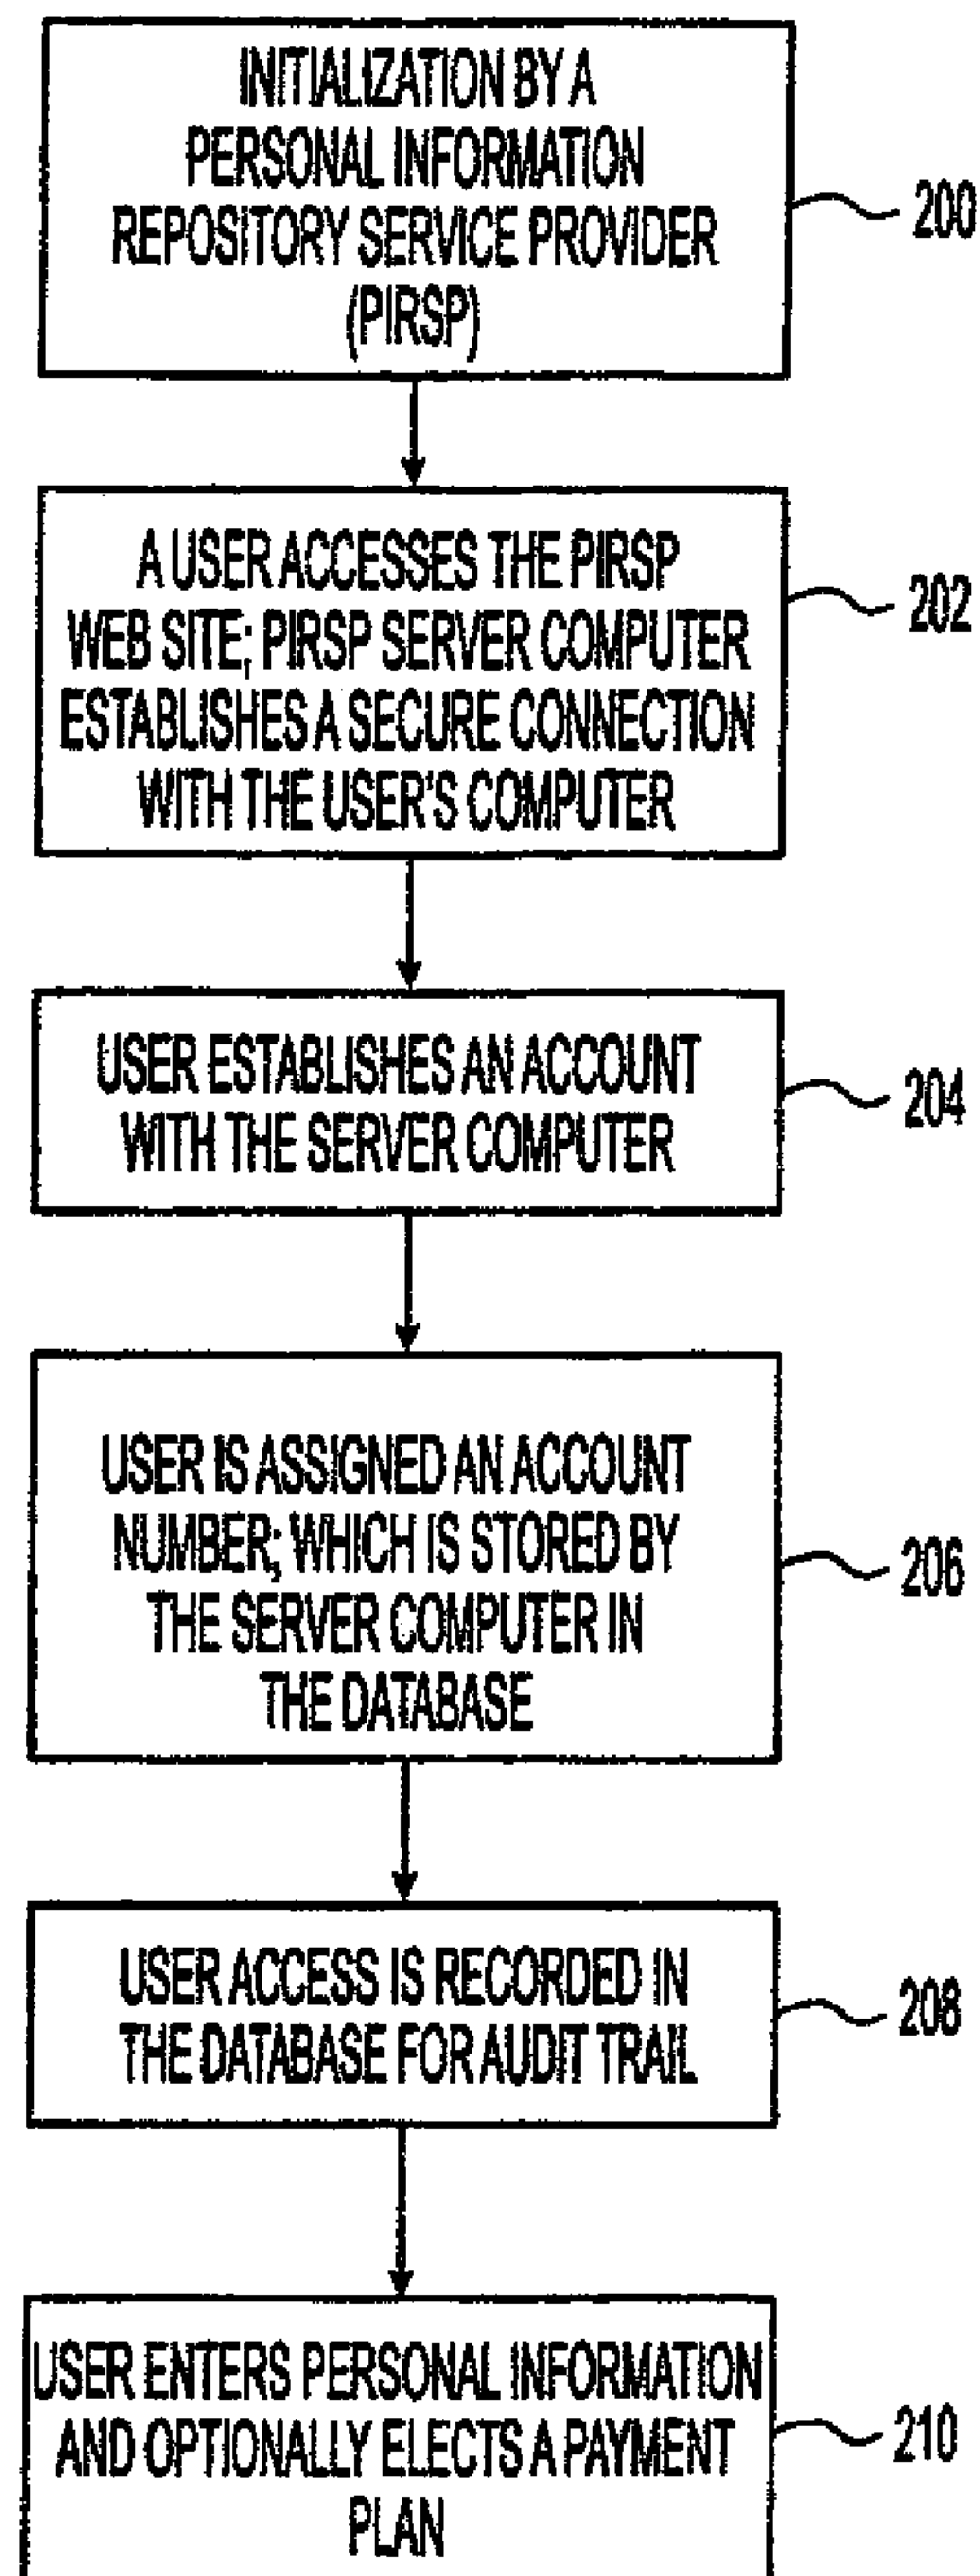 INITIALIZATION BY A
PERSONAL INFORMATION
REPOSITORY SERVICE PROVIDER
(PIRSP)
200
A USER ACCESSES THE PIRSP
WEB SITE; PIRSP SERVER COMPUTER
ESTABLISHES A SECURE CONNECTION
WITH THE USER'S COMPUTER
202
USER ESTABLISHES AN ACCOUNT
WITH THE SERVER COMPUTER
204
USER IS ASSIGNED AN ACCOUNT
NUMBER; WHICH IS STORED BY
THE SERVER COMPUTER IN
THE DATABASE
206
USER ACCESS IS RECORDED IN
THE DATABASE FOR AUDIT TRAIL
208
USER ENTERS PERSONAL INFORMATION
AND OPTIONALLY ELECTS A PAYMENT
PLAN
210